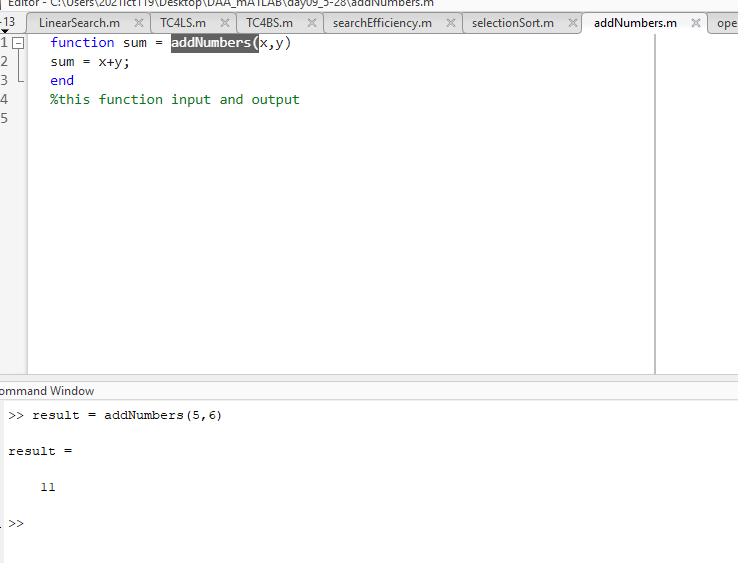 Editor - C:\Users\2021ict119\Desktop\DAA_mATLAB\day09_5-28\addNumbers.m
-13 LinearSearch.m TC4LS.m TC4BS.m searchEfficiency.m selectionSort.m addNumbers.m ope
1 function sum = addNumbers(x,y)
2 sum = x+y;
3 end
4 %this function input and output
5
ommand Window
>> result = addNumbers(5,6)
result =
11
>>